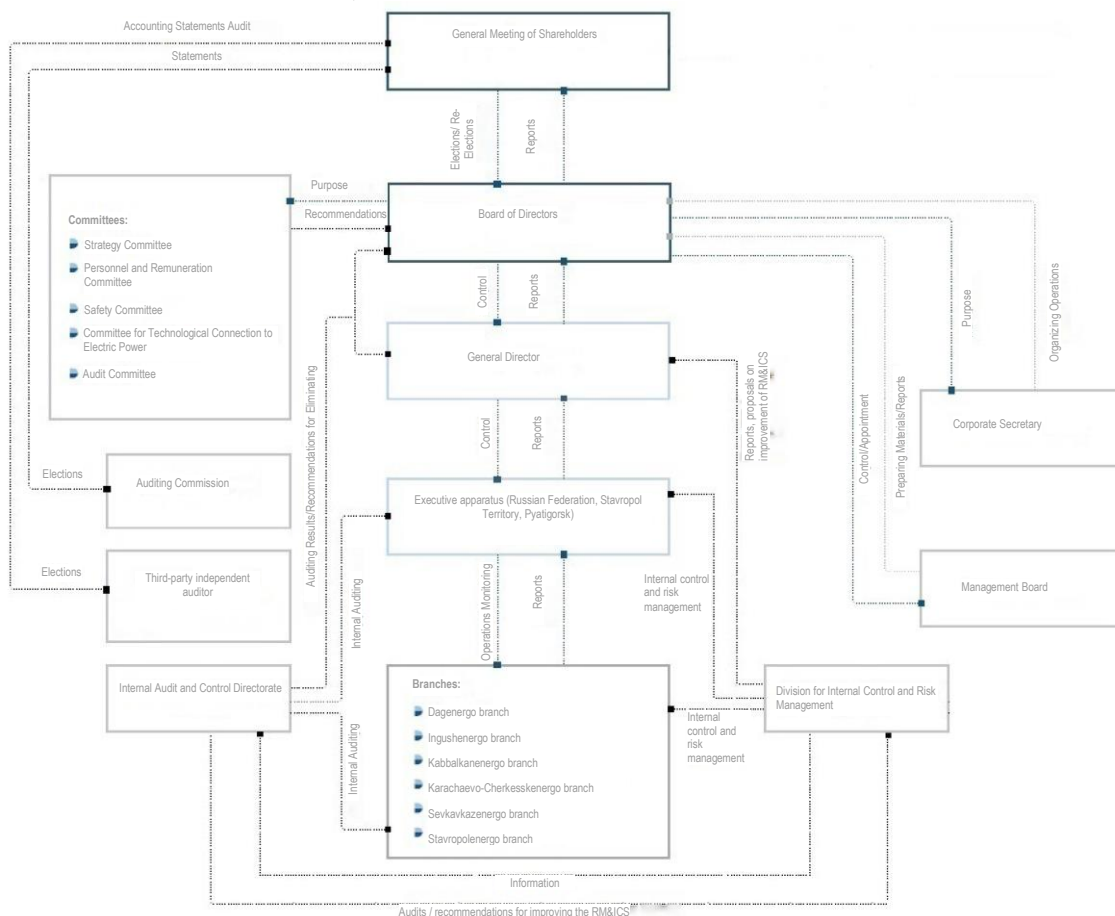 Accounting Statements Audit
Statements
General Meeting of Shareholders
Elections/ Re-
Elections
Reports
Purpose
Recommendations
Board of Directors
Committees:
Strategy Committee
Personnel and Remuneration
Committee
Safety Committee
Committee for Technological Connection to
Electric Power
Audit Committee
Control
Reports
General Director
Purpose
Organizing Operations
Reports, proposals on
improvement of RM&ICS
Control/Appointment
Preparing Materials/Reports
Corporate Secretary
Control
Reports
Auditing Results/Recommendations for Eliminating
Elections
Auditing Commission
Executive apparatus (Russian Federation, Stavropol
Territory, Pyatigorsk)
Elections
Third-party independent
auditor
Internal Auditing
Operations Monitoring
Reports
Internal control
and risk
management
Management Board
Internal Audit and Control Directorate
Internal Auditing
Branches:
Dagenergo branch
Ingushenergo branch
Kabbalkanenergo branch
Karachaevo-Cherkesskenergo branch
Sevkavkazenergo branch
Stavropolenergo branch
Internal
control and
risk
management
Division for Internal Control and Risk
Management
Information
Audits / recommendations for improving the RM&ICS